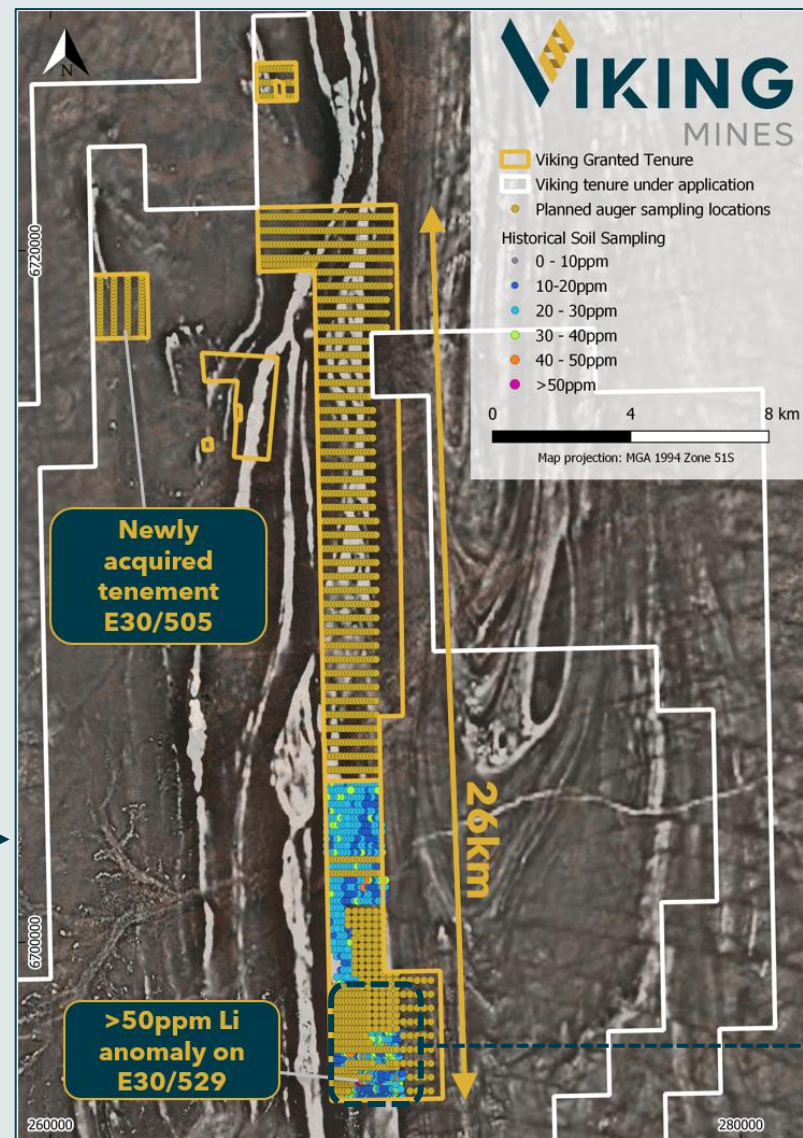 N
VIKING
MINES
Viking Granted Tenure
Viking tenure under application
Planned auger sampling locations
Historical Soil Sampling
0 - 10ppm
10-20ppm
20 - 30ppm
30 - 40ppm
40 - 50ppm
>50ppm
0 4 8 km
Map projection: MGA 1994 Zone 51S
6720000
Newly
acquired
tenement
E30/505
26km
6700000
>50ppm Li
anomaly on
E30/529
260000
280000